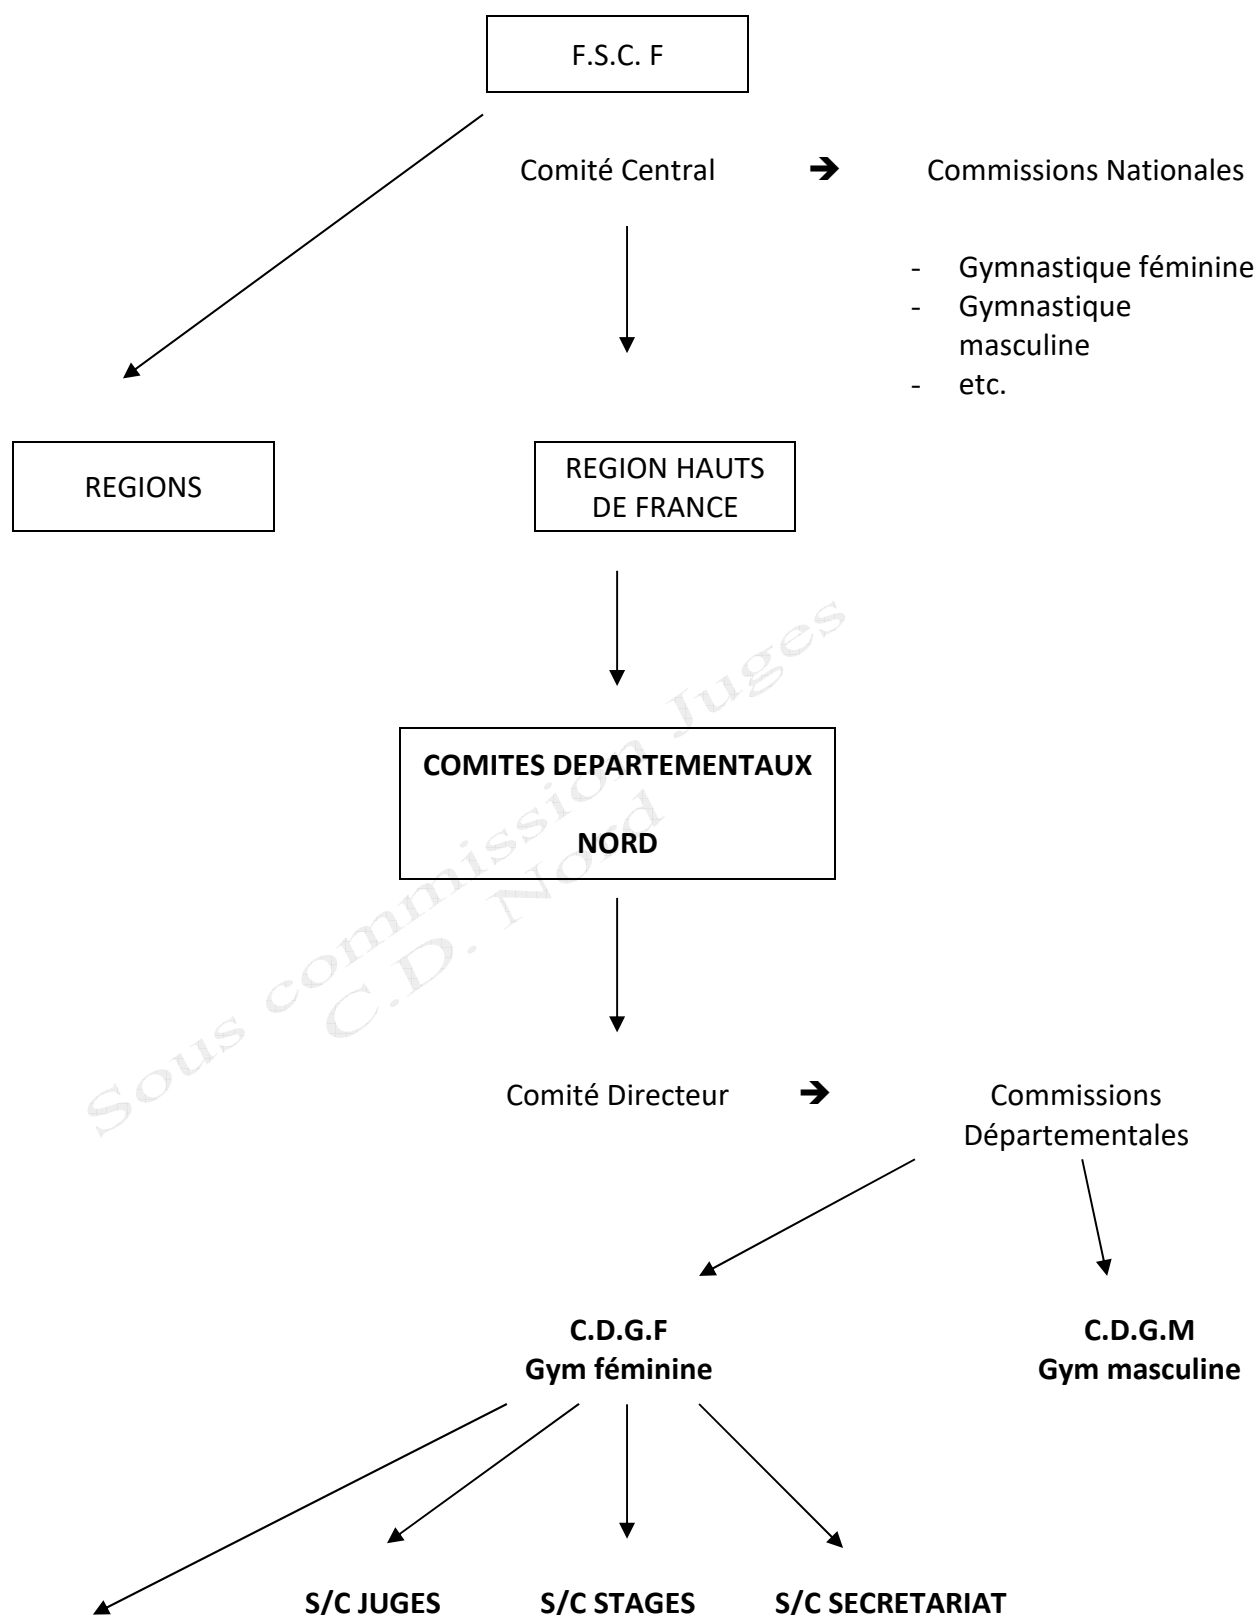 F.S.C. F
Comité Central ➔ Commissions Nationales
- Gymnastique féminine
- Gymnastique
masculine
- etc.
REGIONS
REGION HAUTS
DE FRANCE
COMITES DEPARTEMENTAUX
NORD
Sous commission Juges
C.D. Nord
Comité Directeur ➔ Commissions
Départementales
C.D.G.F
Gym féminine
C.D.G.M
Gym masculine
S/C JUGES
S/C STAGES
S/C SECRETARIAT